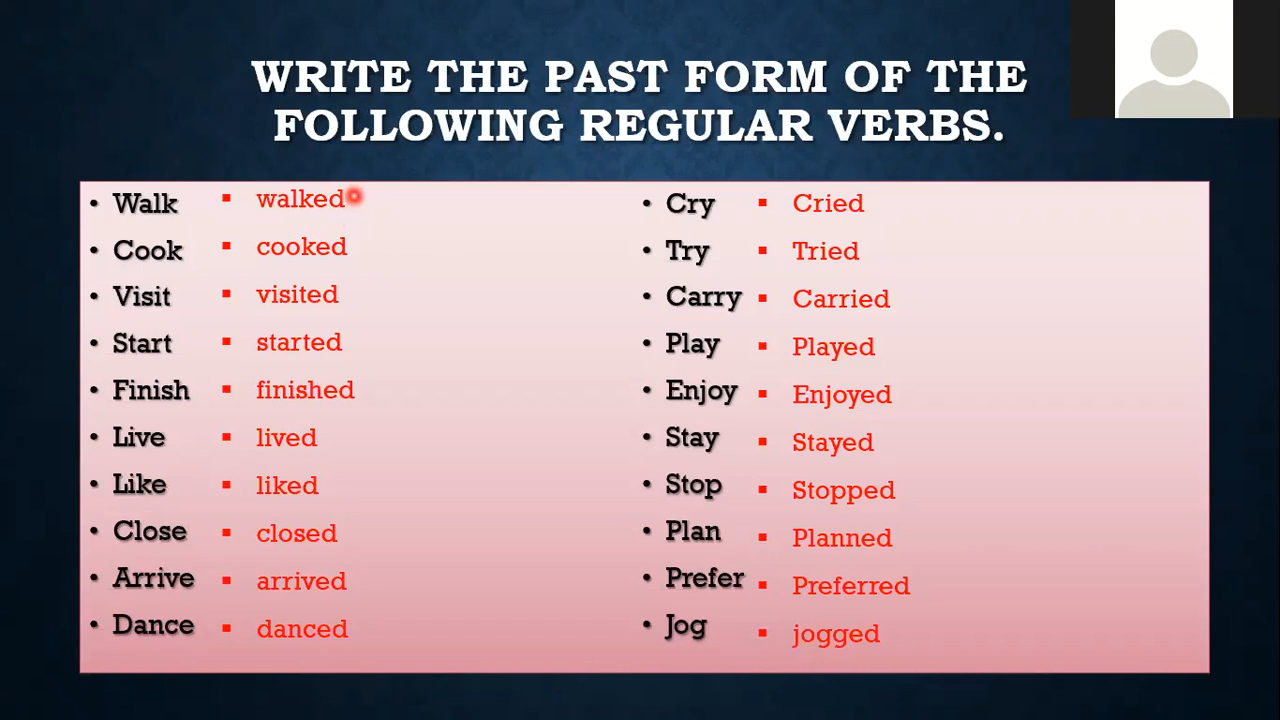 WRITE THE PAST FORM OF THE
FOLLOWING REGULAR VERBS.
• Walk ▪ walked
• Cook ▪ cooked
• Visit ▪ visited
• Start ▪ started
• Finish ▪ finished
• Live ▪ lived
• Like ▪ liked
• Close ▪ closed
• Arrive ▪ arrived
• Dance ▪ danced
• Cry ▪ Cried
• Try ▪ Tried
• Carry ▪ Carried
• Play ▪ Played
• Enjoy ▪ Enjoyed
• Stay ▪ Stayed
• Stop ▪ Stopped
• Plan ▪ Planned
• Prefer ▪ Preferred
• Jog ▪ jogged